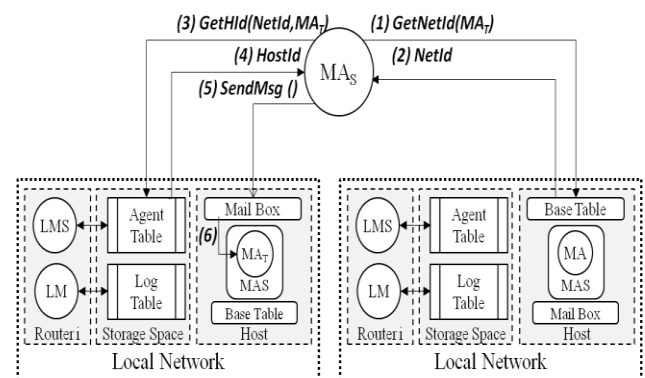 (3) GetHId(NetId,MAT)
(1) GetNetId(MAT)
(4) HostId
(2) NetId
(5) SendMsg ()
MAS
LMS
Agent
Table
Mail Box
(6)
MAT
MAS
LM
Log
Table
Base Table
Router i
Storage Space
Host
Local Network
LMS
Agent
Table
Base Table
MA
MAS
LM
Log
Table
Mail Box
Router i
Storage Space
Host
Local Network